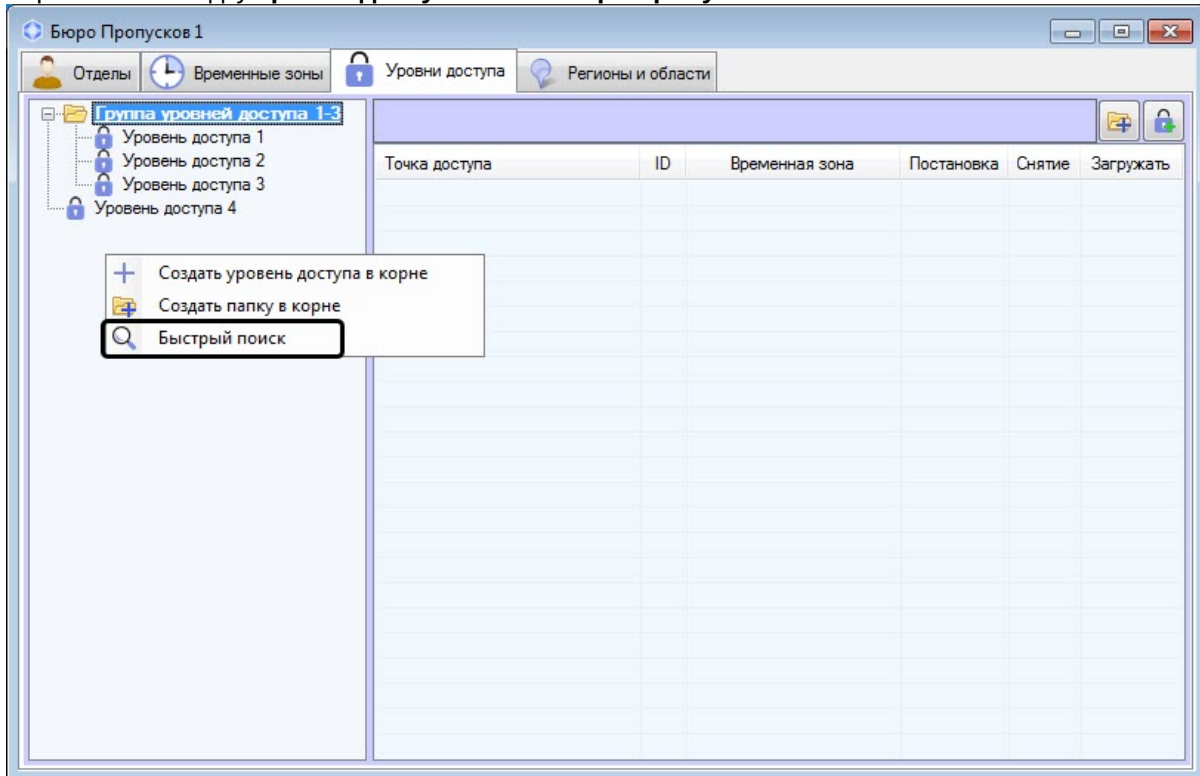 Бюро Пропусков 1
Отделы Временные зоны Уровни доступа Регионы и области
Группа уровней доступа 1-3
Уровень доступа 1
Уровень доступа 2
Уровень доступа 3
Уровень доступа 4
Точка доступа ID Временная зона Постановка Снятие Загружать
Создать уровень доступа в корне
Создать папку в корне
Быстрый поиск